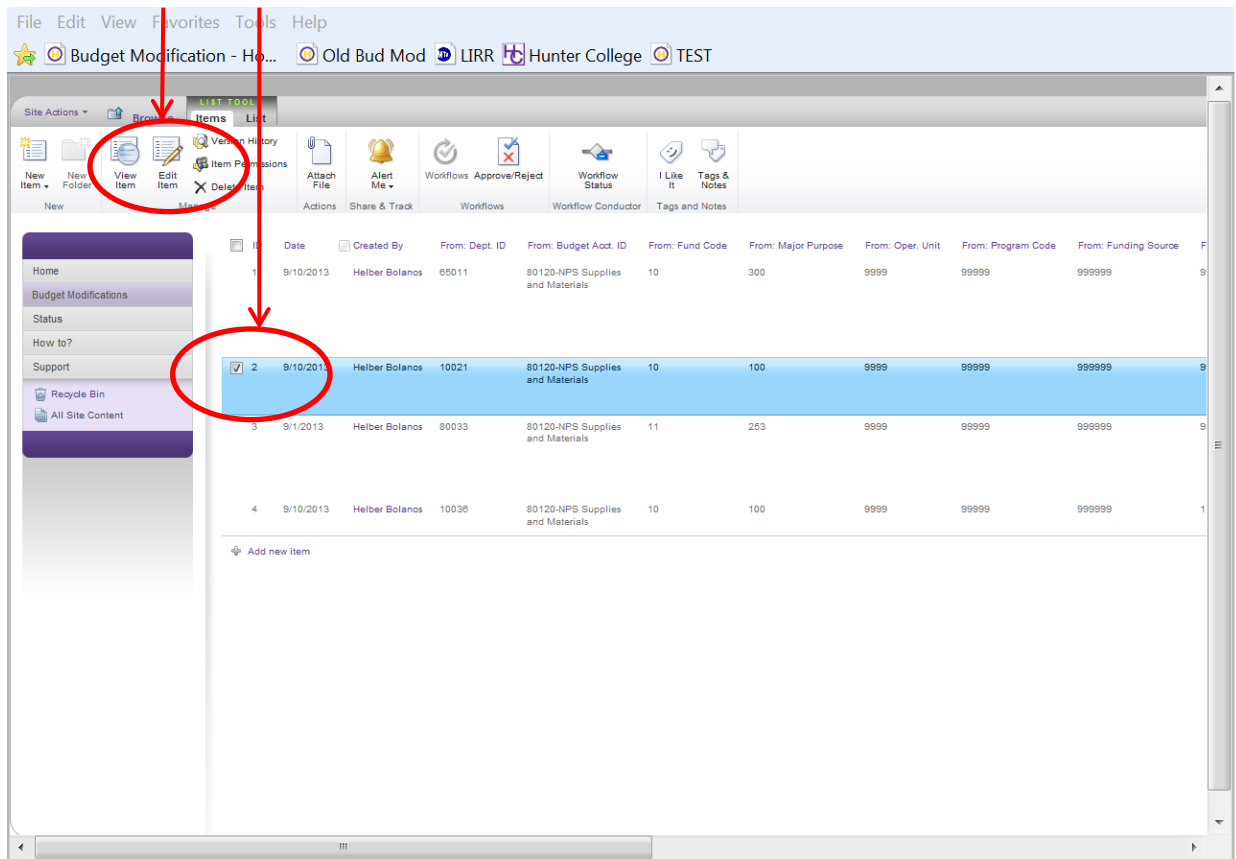 File Edit View Favorites Tools Help
Budget Modification - Ho... Old Bud Mod LIRR Hunter College TEST
LIST TOOL
Site Actions Browse Items List
New Item New Folder View Item Edit Item Version History Item Permissions Delete Item Attach File Alert Me Workflows Approve/Reject Workflow Status I Like It Tags & Notes
New Manage Actions Share & Track Workflows Workflow Conductor Tags and Notes
ID Date Created By From: Dept. ID From: Budget Acct. ID From: Fund Code From: Major Purpose From: Oper. Unit From: Program Code From: Funding Source F
Home
Budget Modifications
Status
How to?
Support
Recycle Bin
All Site Content
1 9/10/2013 Helber Bolanos 65011 80120-NPS Supplies 10 300 9999 99999 999999 9
and Materials
2 9/10/2013 Helber Bolanos 10021 80120-NPS Supplies 10 100 9999 99999 999999 9
and Materials
3 9/1/2013 Helber Bolanos 80033 80120-NPS Supplies 11 253 9999 99999 999999 9
and Materials
4 9/10/2013 Helber Bolanos 10036 80120-NPS Supplies 10 100 9999 99999 999999 1
and Materials
Add new item